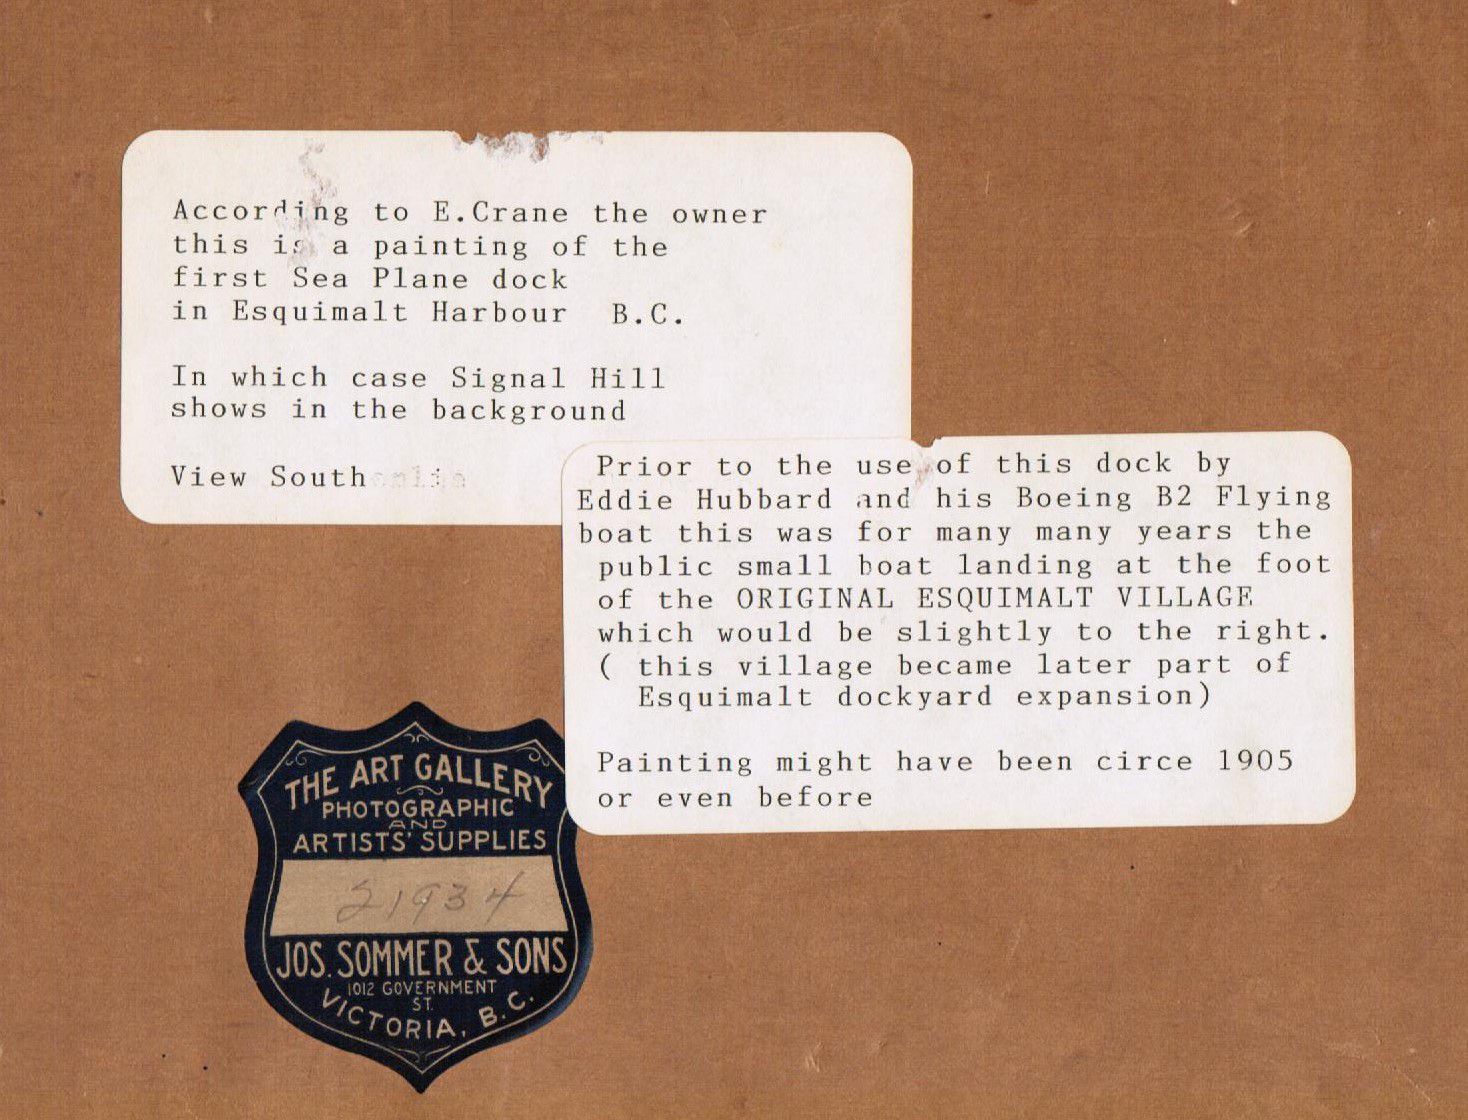 According to E.Crane the owner
this is a painting of the
first Sea Plane dock
in Esquimalt Harbour B.C.
In which case Signal Hill
shows in the background
View South
Prior to the use of this dock by
Eddie Hubbard and his Boeing B2 Flying
boat this was for many many years the
public small boat landing at the foot
of the ORIGINAL ESQUIMALT VILLAGE
which would be slightly to the right.
( this village became later part of
Esquimalt dockyard expansion)
Painting might have been circe 1905
or even before
THE ART GALLERY
PHOTOGRAPHIC
AND
ARTISTS' SUPPLIES
21934
JOS. SOMMER & SONS
1012 GOVERNMENT
ST.
VICTORIA, B.C.